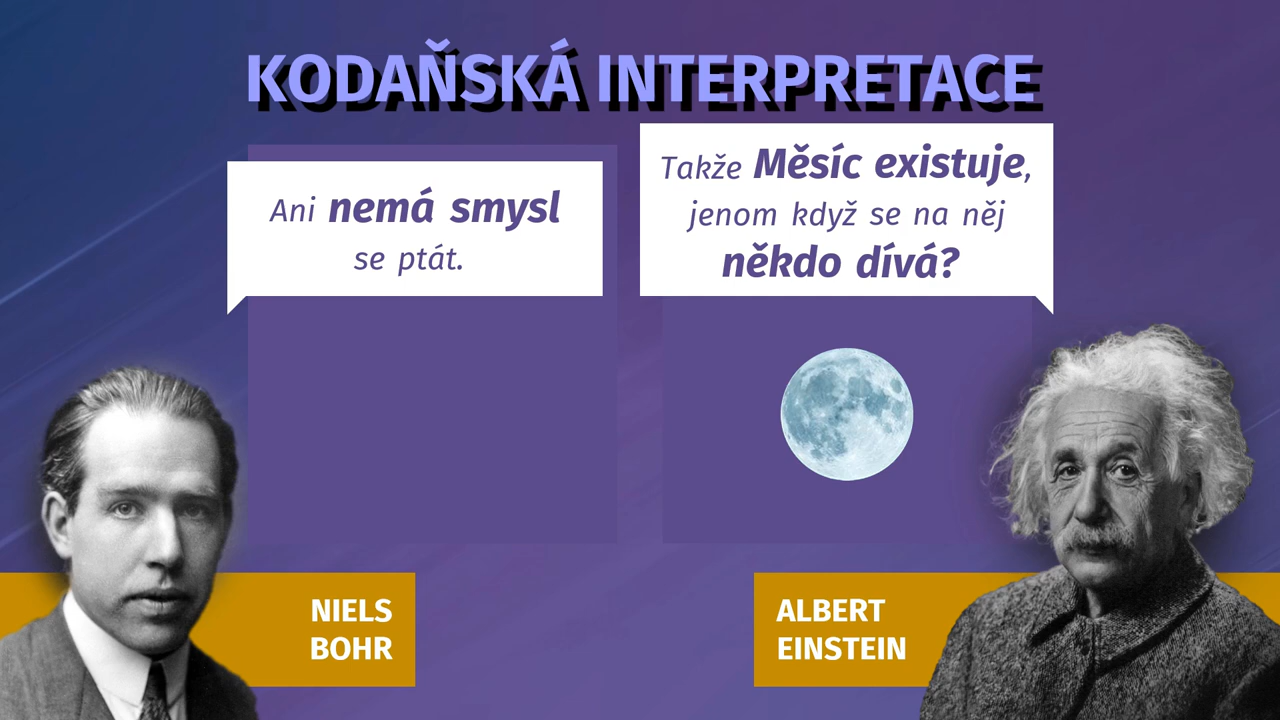 KODAŇSKÁ INTERPRETACE
Ani nemá smysl
se ptát.
Takže Měsíc existuje,
jenom když se na něj
někdo dívá?
NIELS
BOHR
ALBERT
EINSTEIN